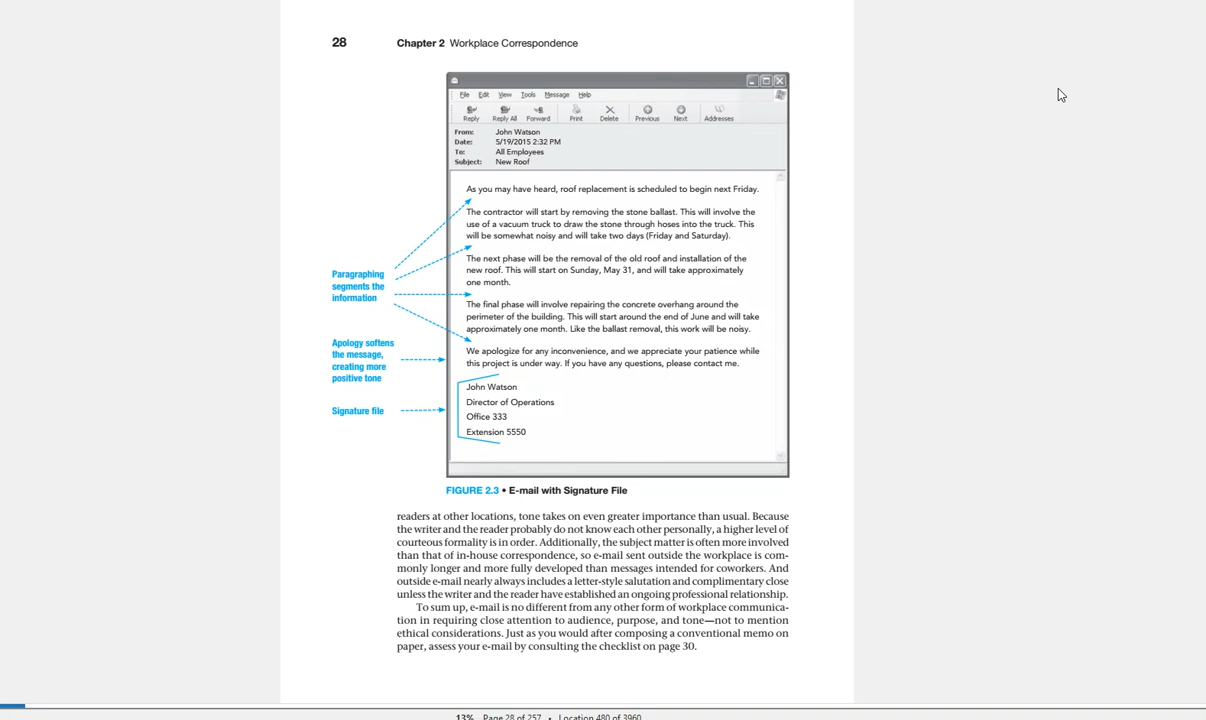 28 Chapter 2 Workplace Correspondence
File Edit View Tools Message Help
Reply Reply All Forward Print Delete Previous Next Addresses
From: John Watson
Date: 5/19/2015 2:32 PM
To: All Employees
Subject: New Roof
As you may have heard, roof replacement is scheduled to begin next Friday.
The contractor will start by removing the stone ballast. This will involve the
use of a vacuum truck to draw the stone through hoses into the truck. This
will be somewhat noisy and will take two days (Friday and Saturday).
The next phase will be the removal of the old roof and installation of the
new roof. This will start on Sunday, May 31, and will take approximately
one month.
The final phase will involve repairing the concrete overhang around the
perimeter of the building. This will start around the end of June and will take
approximately one month. Like the ballast removal, this work will be noisy.
We apologize for any inconvenience, and we appreciate your patience while
this project is under way. If you have any questions, please contact me.
John Watson
Director of Operations
Office 333
Extension 5550
Paragraphing
segments the
information
Apology softens
the message,
creating more
positive tone
Signature file
FIGURE 2.3 • E-mail with Signature File
readers at other locations, tone takes on even greater importance than usual. Because
the writer and the reader probably do not know each other personally, a higher level of
courteous formality is in order. Additionally, the subject matter is often more involved
than that of in-house correspondence, so e-mail sent outside the workplace is com-
monly longer and more fully developed than messages intended for coworkers. And
outside e-mail nearly always includes a letter-style salutation and complimentary close
unless the writer and the reader have established an ongoing professional relationship.
To sum up, e-mail is no different from any other form of workplace communica-
tion in requiring close attention to audience, purpose, and tone—not to mention
ethical considerations. Just as you would after composing a conventional memo on
paper, assess your e-mail by consulting the checklist on page 30.
13% Page 28 of 257 • Location 480 of 3960